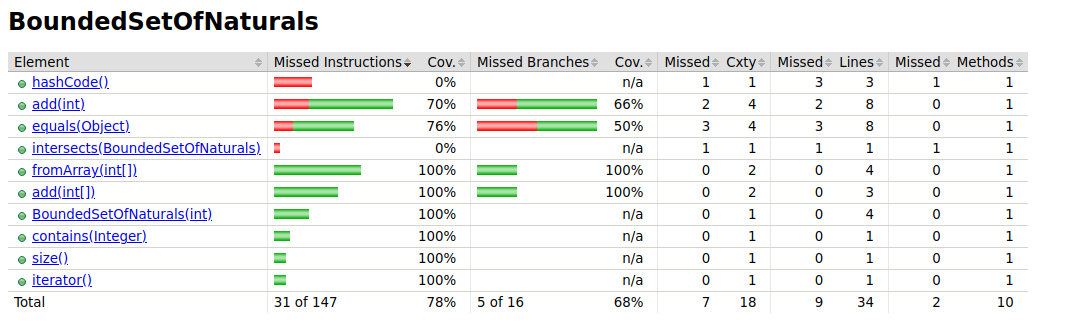 BoundedSetOfNaturals
Element Missed Instructions Cov. Missed Branches Cov. Missed Cxty Missed Lines Missed Methods
hashCode() 0% n/a 1 1 3 3 1 1
add(int) 70% 66% 2 4 2 8 0 1
equals(Object) 76% 50% 3 4 3 8 0 1
intersects(BoundedSetOfNaturals) 0% n/a 1 1 1 1 1 1
fromArray(int[]) 100% 100% 0 2 0 4 0 1
add(int[]) 100% 100% 0 2 0 3 0 1
BoundedSetOfNaturals(int) 100% n/a 0 1 0 4 0 1
contains(Integer) 100% n/a 0 1 0 1 0 1
size() 100% n/a 0 1 0 1 0 1
iterator() 100% n/a 0 1 0 1 0 1
Total 31 of 147 78% 5 of 16 68% 7 18 9 34 2 10